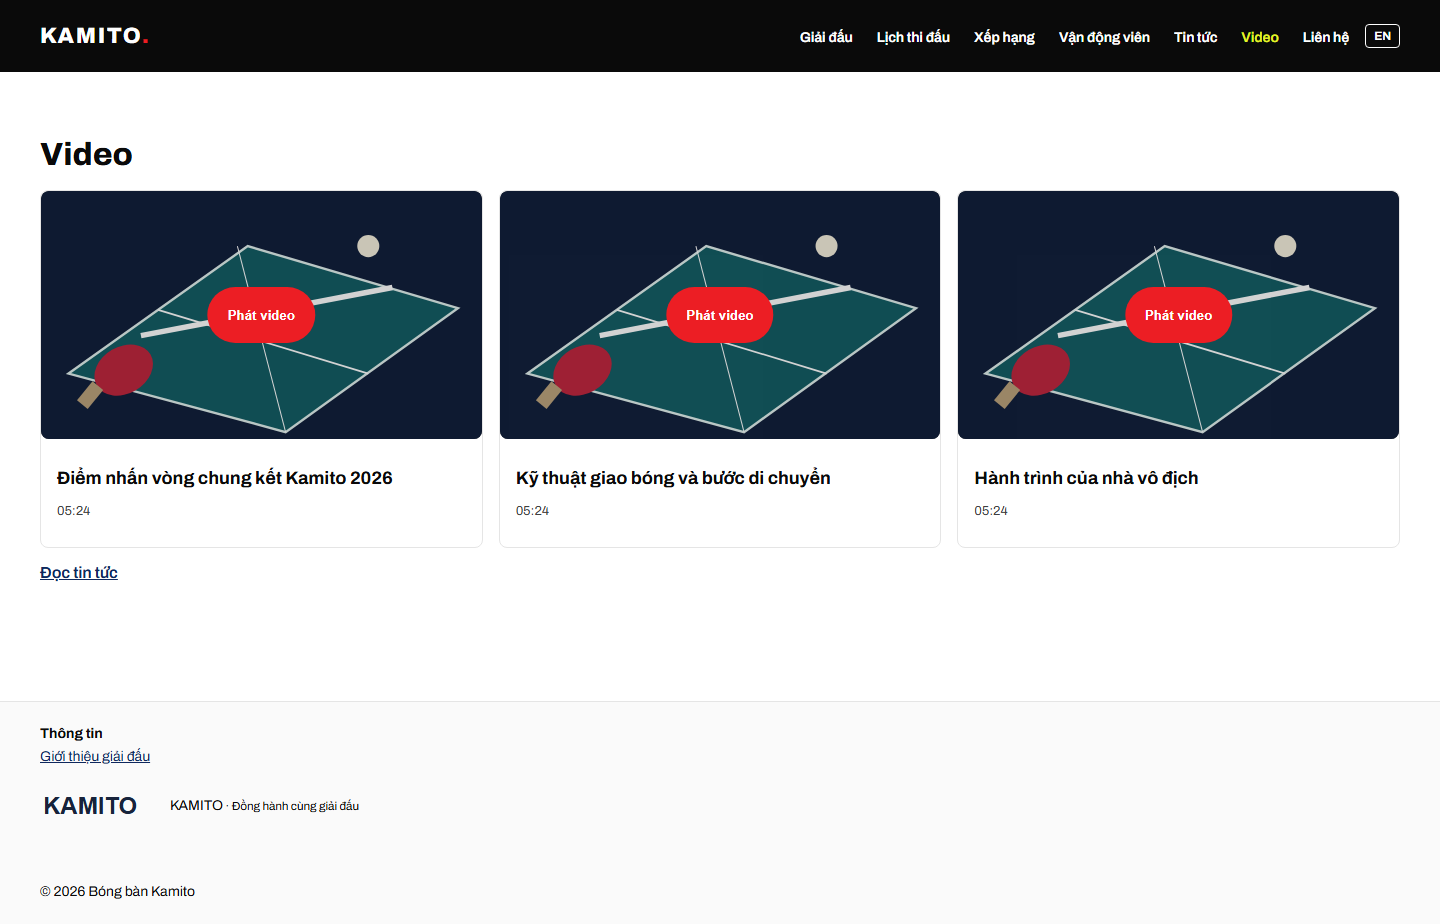 KAMITO.
Giải đấu Lịch thi đấu Xếp hạng Vận động viên Tin tức Video Liên hệ EN
Video
Phát video Phát video Phát video
Điểm nhấn vòng chung kết Kamito 2026
05:24
Kỹ thuật giao bóng và bước di chuyển
05:24
Hành trình của nhà vô địch
05:24
Đọc tin tức
Thông tin
Giới thiệu giải đấu
KAMITO KAMITO · Đồng hành cùng giải đấu
© 2026 Bóng bàn Kamito